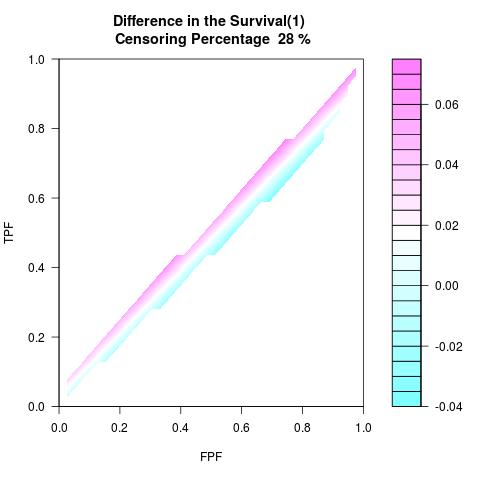 Difference in the Survival(1)
Censoring Percentage 28 %
TPF
1.0
0.8
0.6
0.4
0.2
0.0
0.0 0.2 0.4 0.6 0.8 1.0
FPF
0.06
0.04
0.02
0.00
-0.02
-0.04